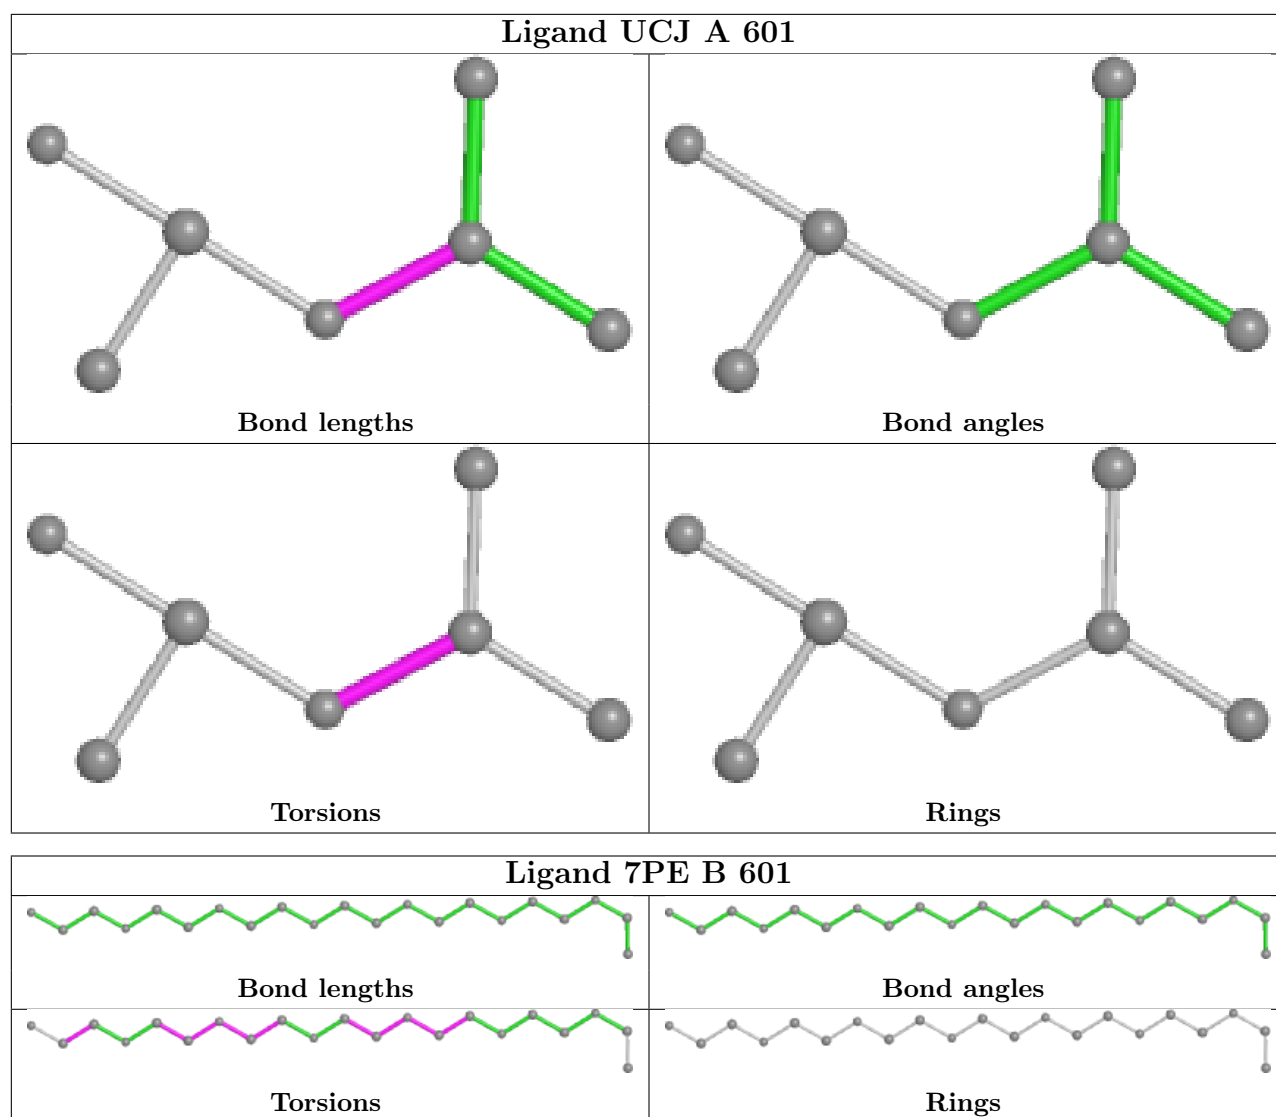 Ligand UCJ A 601
Bond lengths
Bond angles
Torsions
Rings
Ligand 7PE B 601
Bond lengths
Bond angles
Torsions
Rings